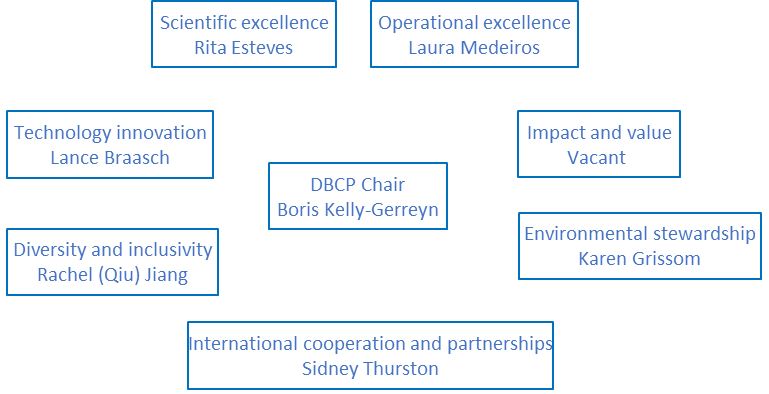 Scientific excellence
Rita Esteves
Operational excellence
Laura Medeiros
Technology innovation
Lance Braasch
Impact and value
Vacant
DBCP Chair
Boris Kelly-Gerreyn
Diversity and inclusivity
Rachel (Qiu) Jiang
Environmental stewardship
Karen Grissom
International cooperation and partnerships
Sidney Thurston